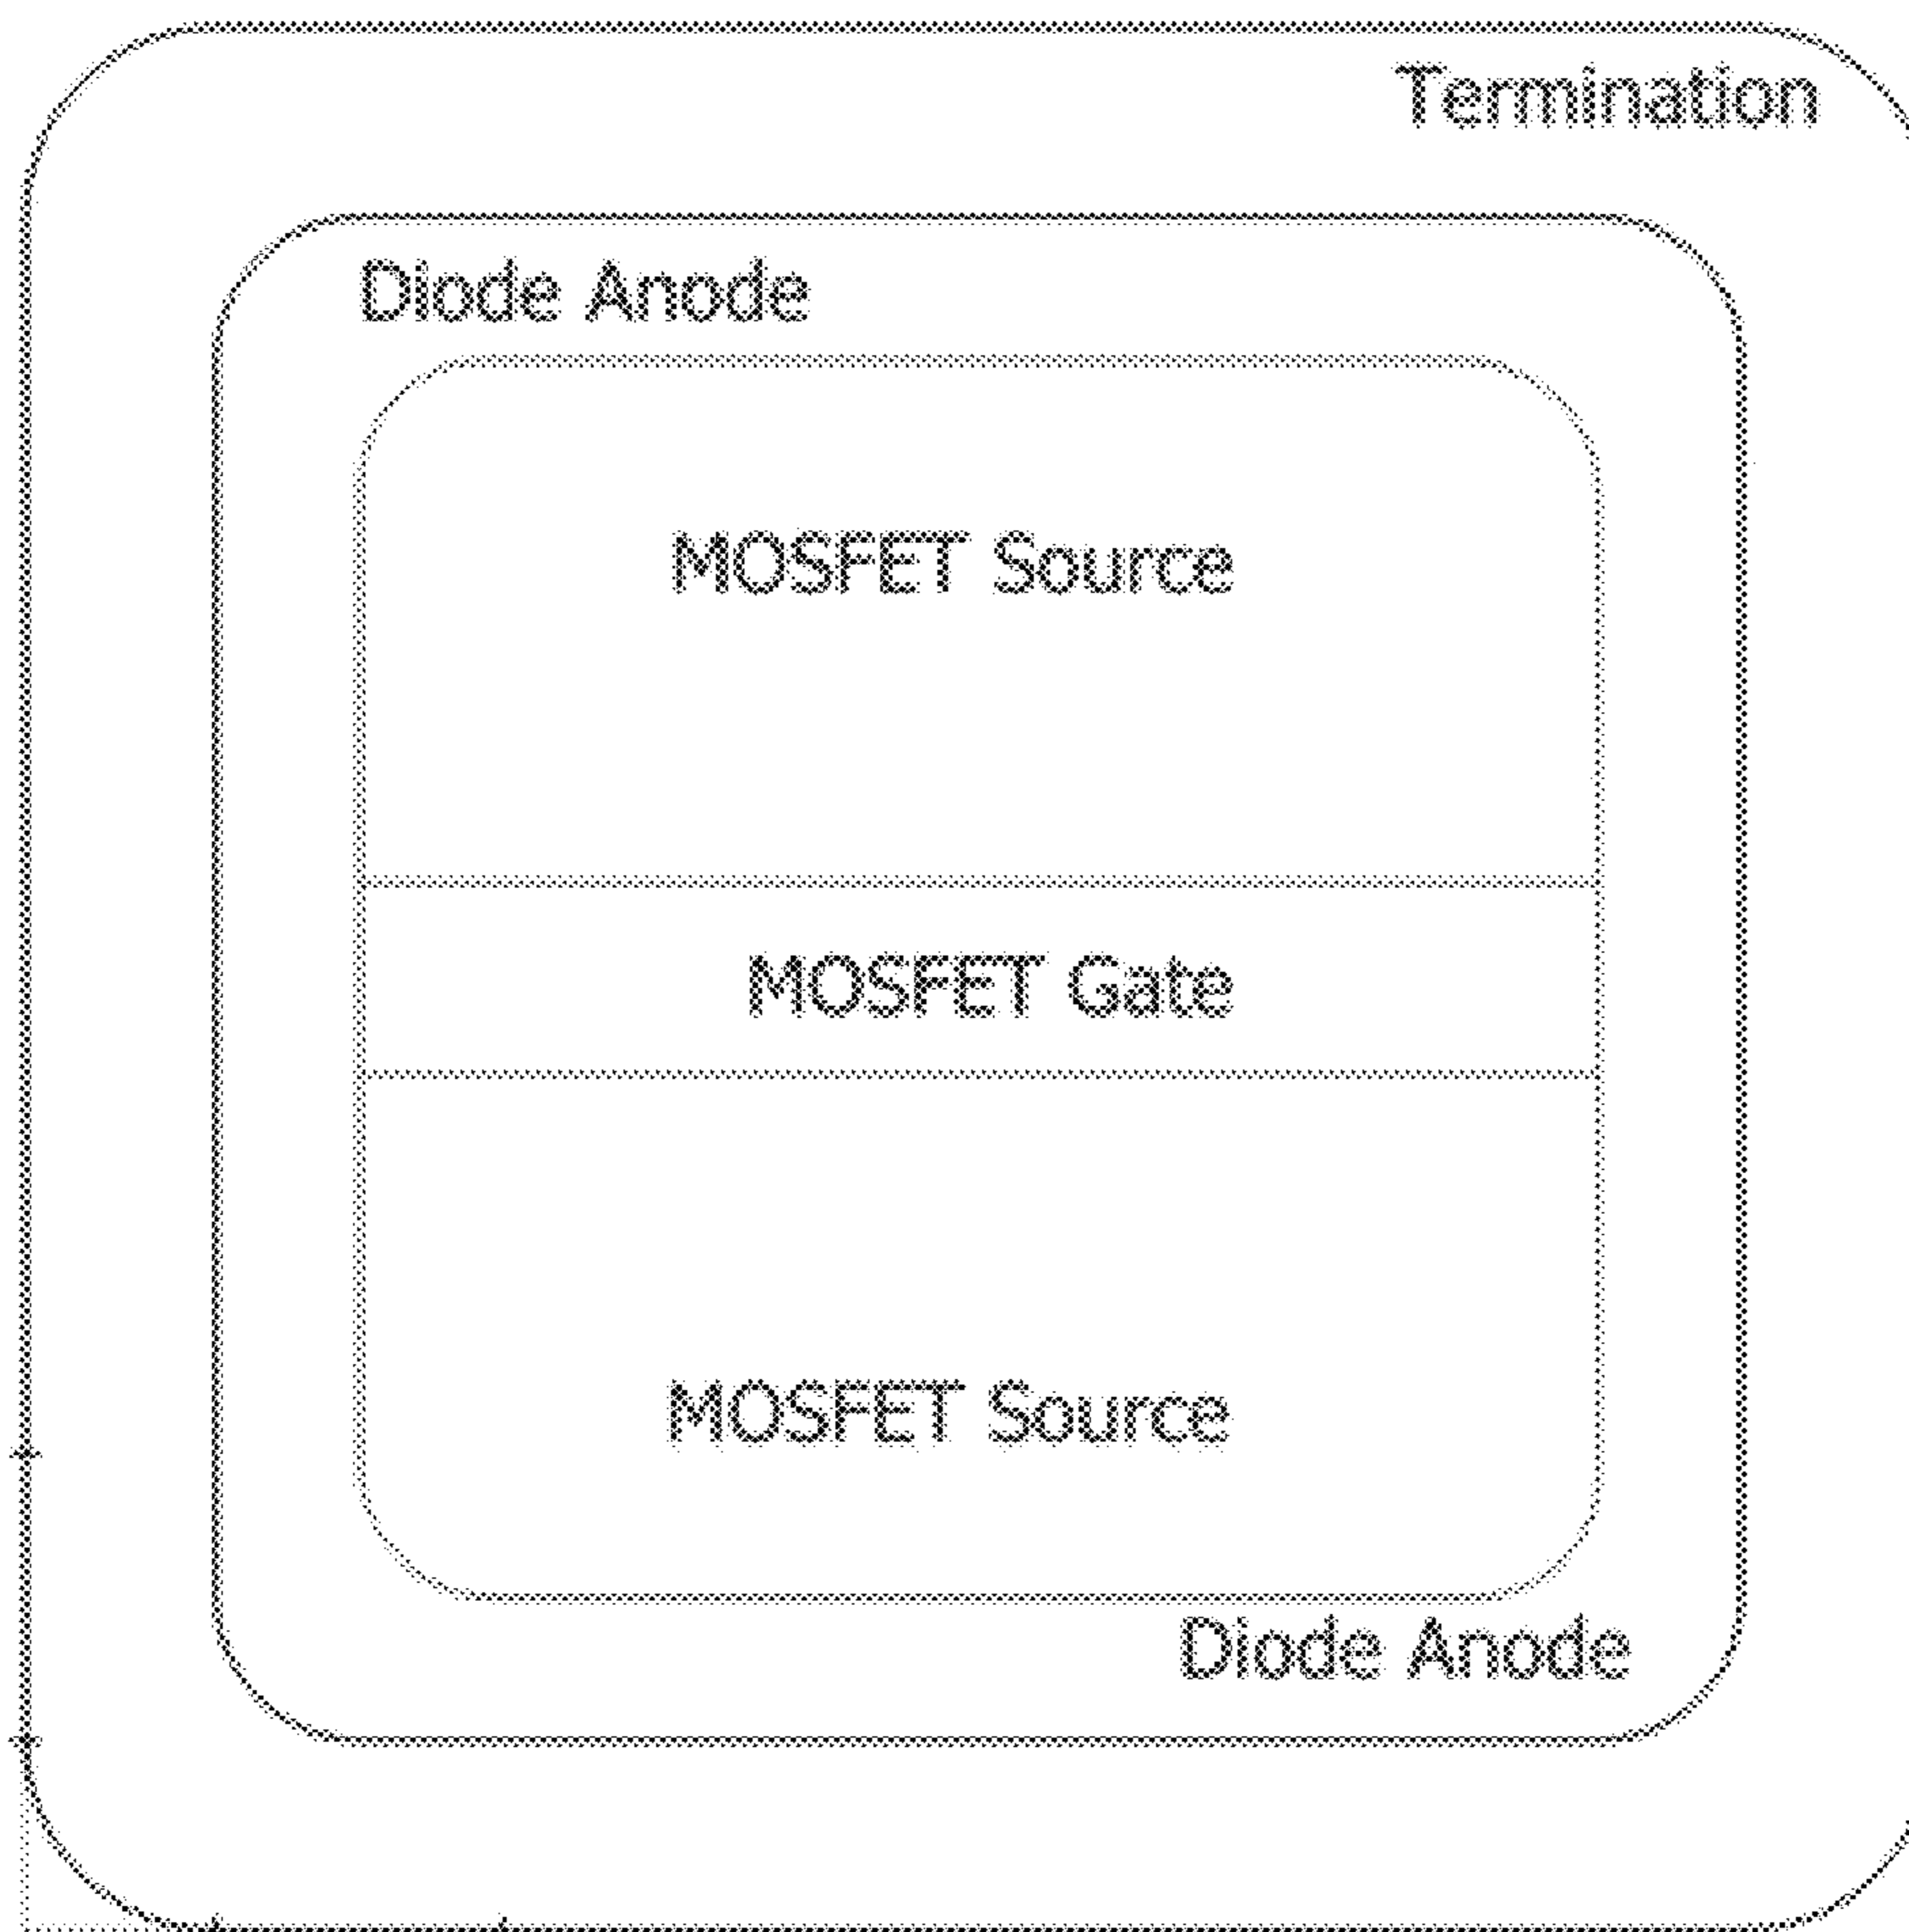 Termination
Diode Anode
MOSFET Source
MOSFET Gate
MOSFET Source
Diode Anode